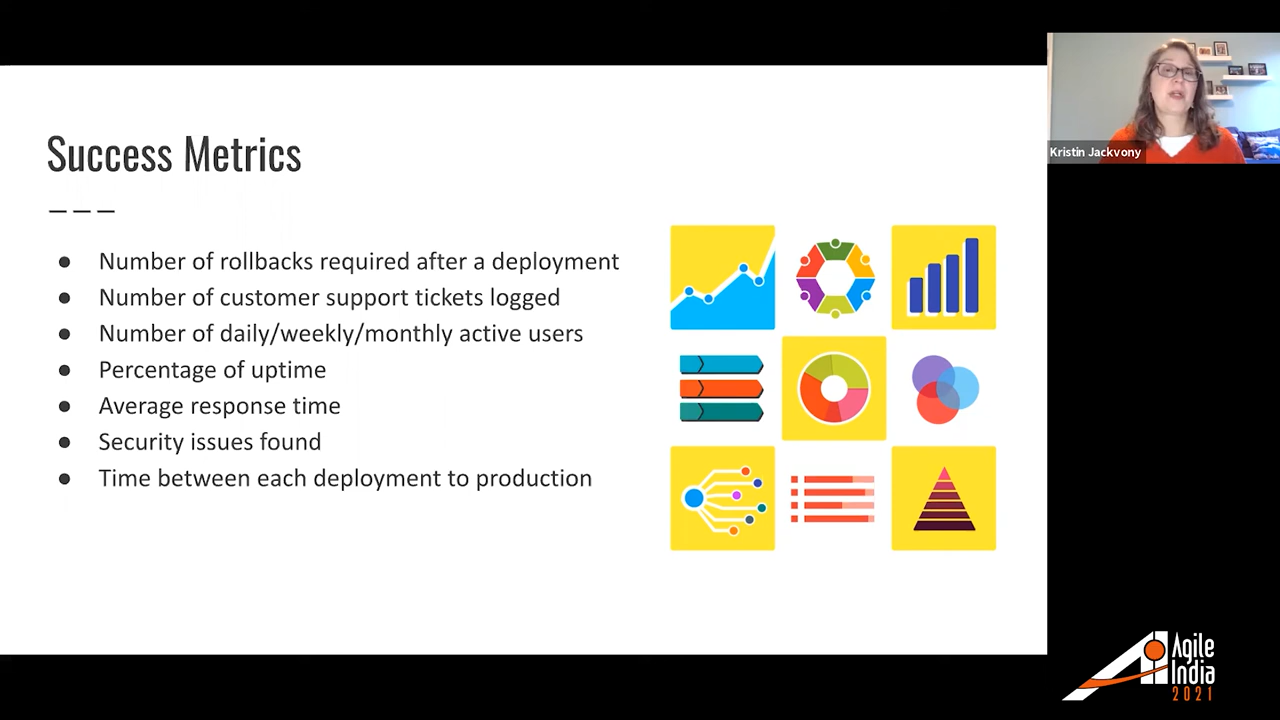 Success Metrics
Number of rollbacks required after a deployment
Number of customer support tickets logged
Number of daily/weekly/monthly active users
Percentage of uptime
Average response time
Security issues found
Time between each deployment to production
Kristin Jackvony
Agile
India
2021